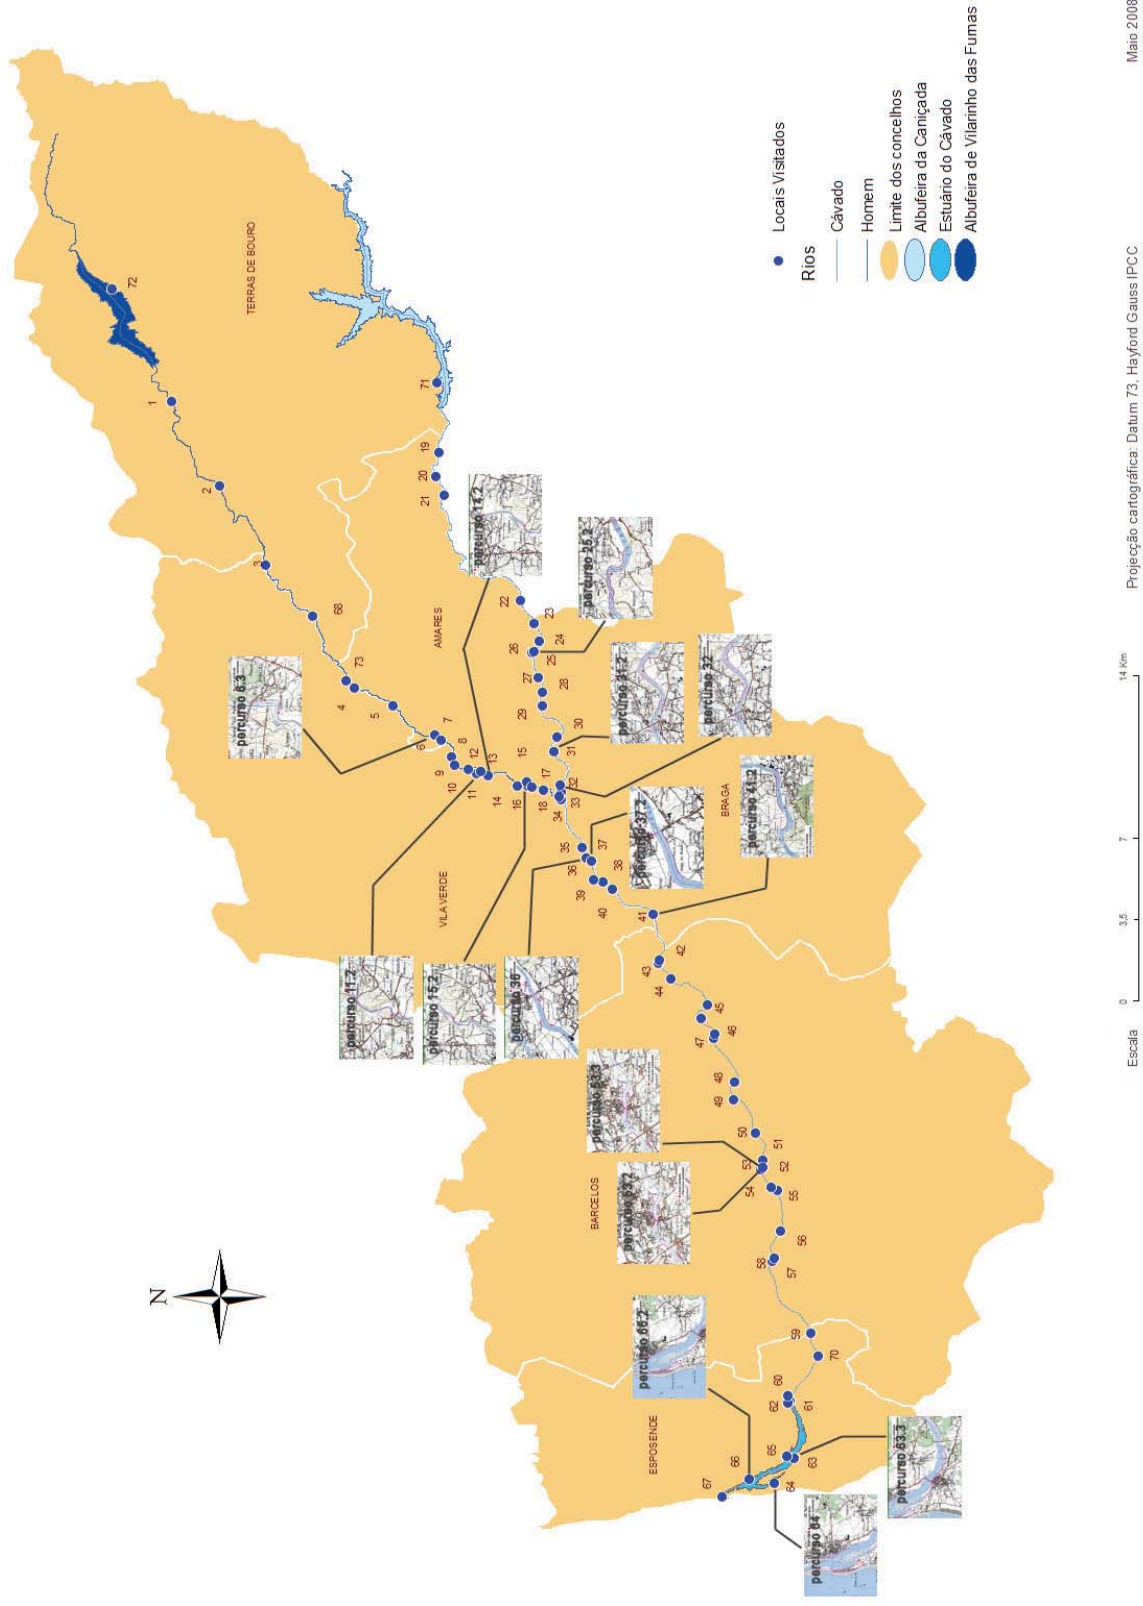 N
TERRAS DE BOURO
AMARES
VILA VERDE
BRAGA
BARCELOS
ESPOSENDE
72
1
2
3
68
73
4
5
6
7
8
9
10
11
12
13
14
15
16
17
18
71
19
20
21
22
23
24
25
26
27
28
29
30
31
32
33
34
35
36
37
38
39
40
41
42
43
44
45
46
47
48
49
50
51
52
53
54
55
56
57
58
59
70
60
61
62
63
64
65
66
67
percurso 6.3
percurso 14.2
percurso 25.2
percurso 31.2
percurso 32
percurso 37.2
percurso 41.2
percurso 11.2
percurso 15.2
percurso 36
percurso 53.3
percurso 53.2
percurso 66.2
percurso 63.3
percurso 64
Locais Visitados
Rios
Cávado
Homem
Limite dos concelhos
Albufeira da Caniçada
Estuário do Cávado
Albufeira de Vilarinho das Furnas
Escala
0
3,5
7
14 Km
Projecção cartográfica: Datum 73, Hayford Gauss IPCC
Maio 2008